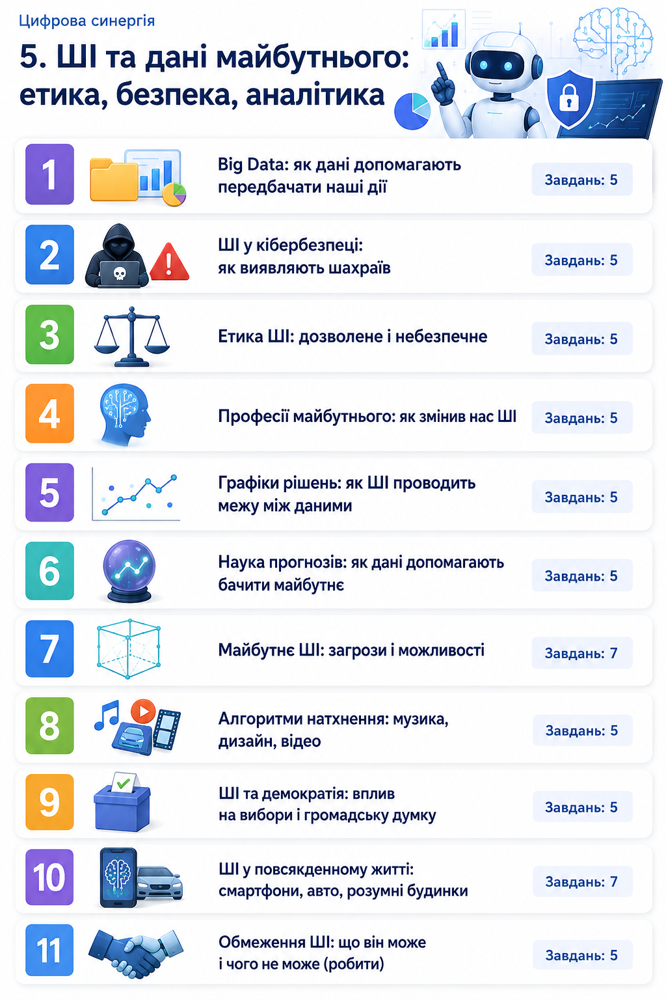 Цифрова синергія
5. ШІ та дані майбутнього:
етика, безпека, аналітика
1
Big Data: як дані допомагають
передбачати наші дії
Завдань: 5
2
ШІ у кібербезпеці:
як виявляють шахраїв
Завдань: 5
3
Етика ШІ: дозволене і небезпечне
Завдань: 5
4
Професії майбутнього: як змінив нас ШІ
Завдань: 5
5
Графіки рішень: як ШІ проводить
межу між даними
Завдань: 5
6
Наука прогнозів: як дані допомагають
бачити майбутнє
Завдань: 5
7
Майбутнє ШІ: загрози і можливості
Завдань: 7
8
Алгоритми натхнення: музика,
дизайн, відео
Завдань: 5
9
ШІ та демократія: вплив
на вибори і громадську думку
Завдань: 5
10
ШІ у повсякденному житті:
смартфони, авто, розумні будинки
Завдань: 7
11
Обмеження ШІ: що він може
і чого не може (робити)
Завдань: 5